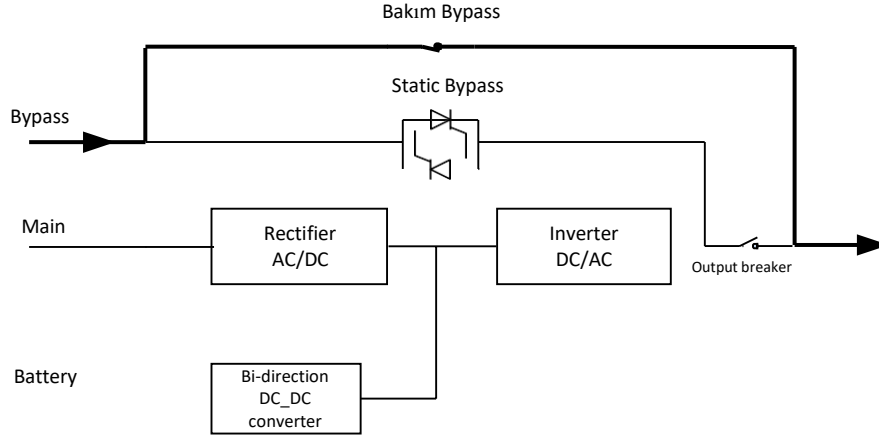 Bakım Bypass
Static Bypass
Bypass
Main
Rectifier
AC/DC
Inverter
DC/AC
Output breaker
Battery
Bi-direction
DC_DC
converter